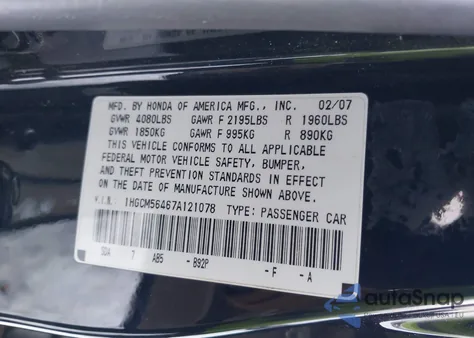 MFD. BY HONDA OF AMERICA MFG., INC. 02/07
GVWR 4080LBS GAWR F 2195LBS R 1960LBS
GVWR 1850KG GAWR F 995KG R 890KG
THIS VEHICLE CONFORMS TO ALL APPLICABLE
FEDERAL MOTOR VEHICLE SAFETY, BUMPER,
AND THEFT PREVENTION STANDARDS IN EFFECT
ON THE DATE OF MANUFACTURE SHOWN ABOVE.
V.I.N: 1HGCM56467A121078 TYPE: PASSENGER CAR
SDA 7 AB5 - B92P -F -A
autoSnap